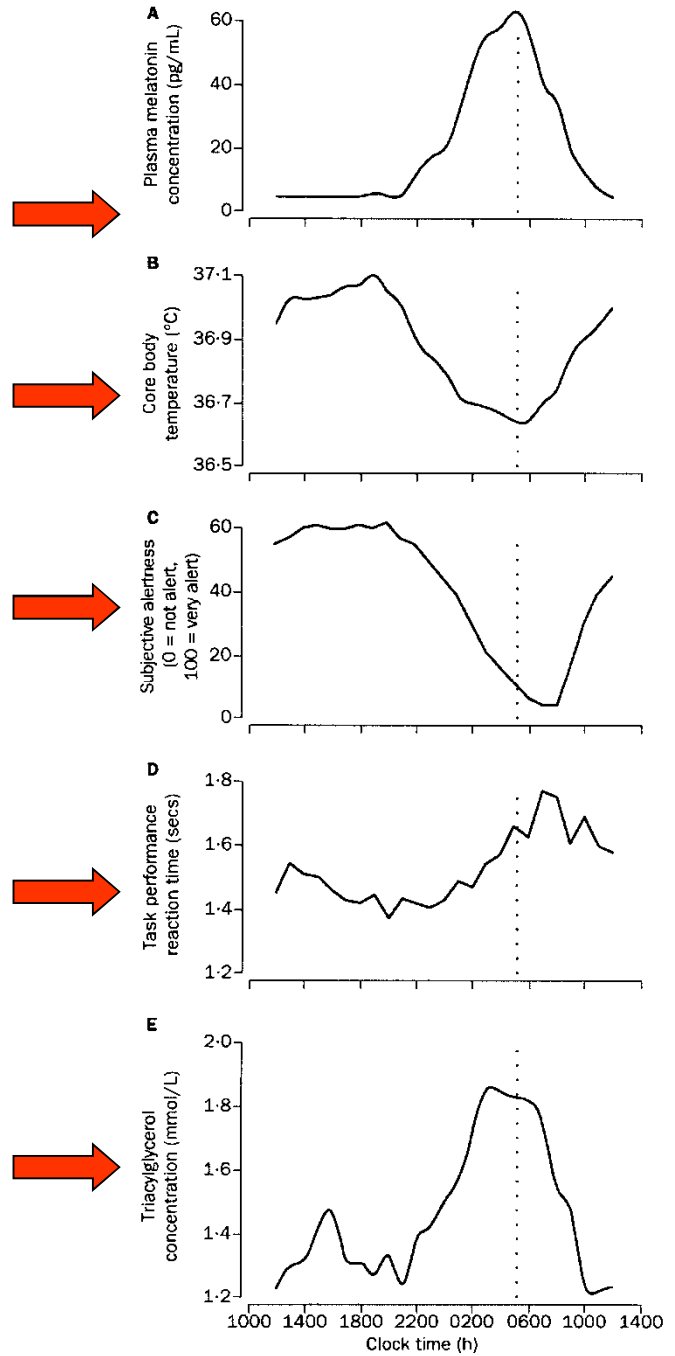 A
Plasma melatonin
concentration (pg/mL)
60
40
20
0
B
Core body
temperature (°C)
37·1
36·9
36·7
36·5
C
Subjective alertness
(0 = not alert,
100 = very alert)
60
40
20
0
D
Task performance
reaction time (secs)
1·8
1·6
1·4
1·2
E
Triacylglycerol
concentration (mmol/L)
2·0
1·8
1·6
1·4
1·2
1000 1400 1800 2200 0200 0600 1000 1400
Clock time (h)